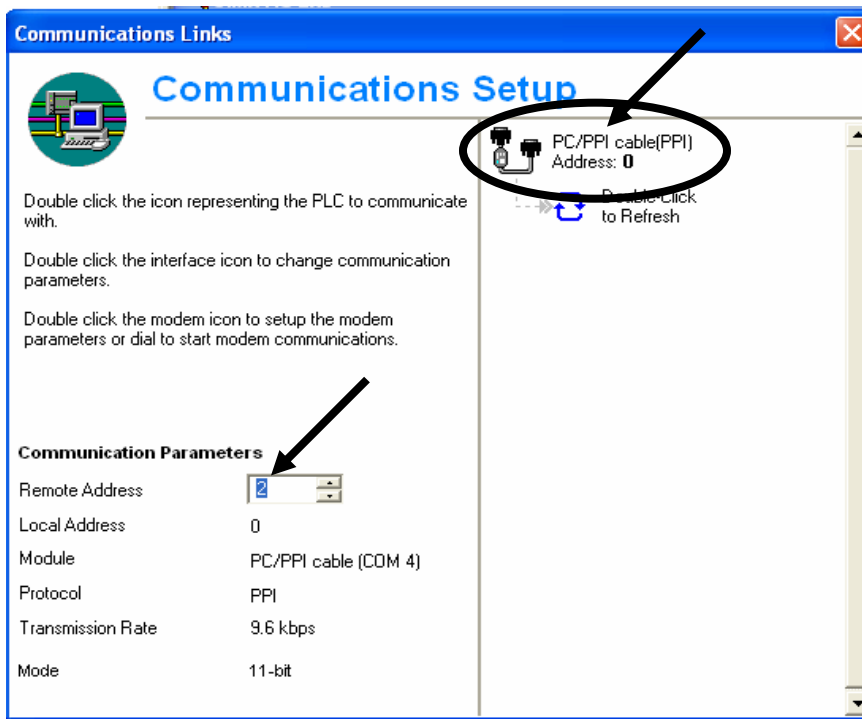 Communications Links
Communications Setup
Double click the icon representing the PLC to communicate
with.
Double click the interface icon to change communication
parameters.
Double click the modem icon to setup the modem
parameters or dial to start modem communications.
Communication Parameters
Remote Address 2
Local Address 0
Module PC/PPI cable (COM 4)
Protocol PPI
Transmission Rate 9.6 kbps
Mode 11-bit
PC/PPI cable(PPI)
Address: 0
Double-Click
to Refresh